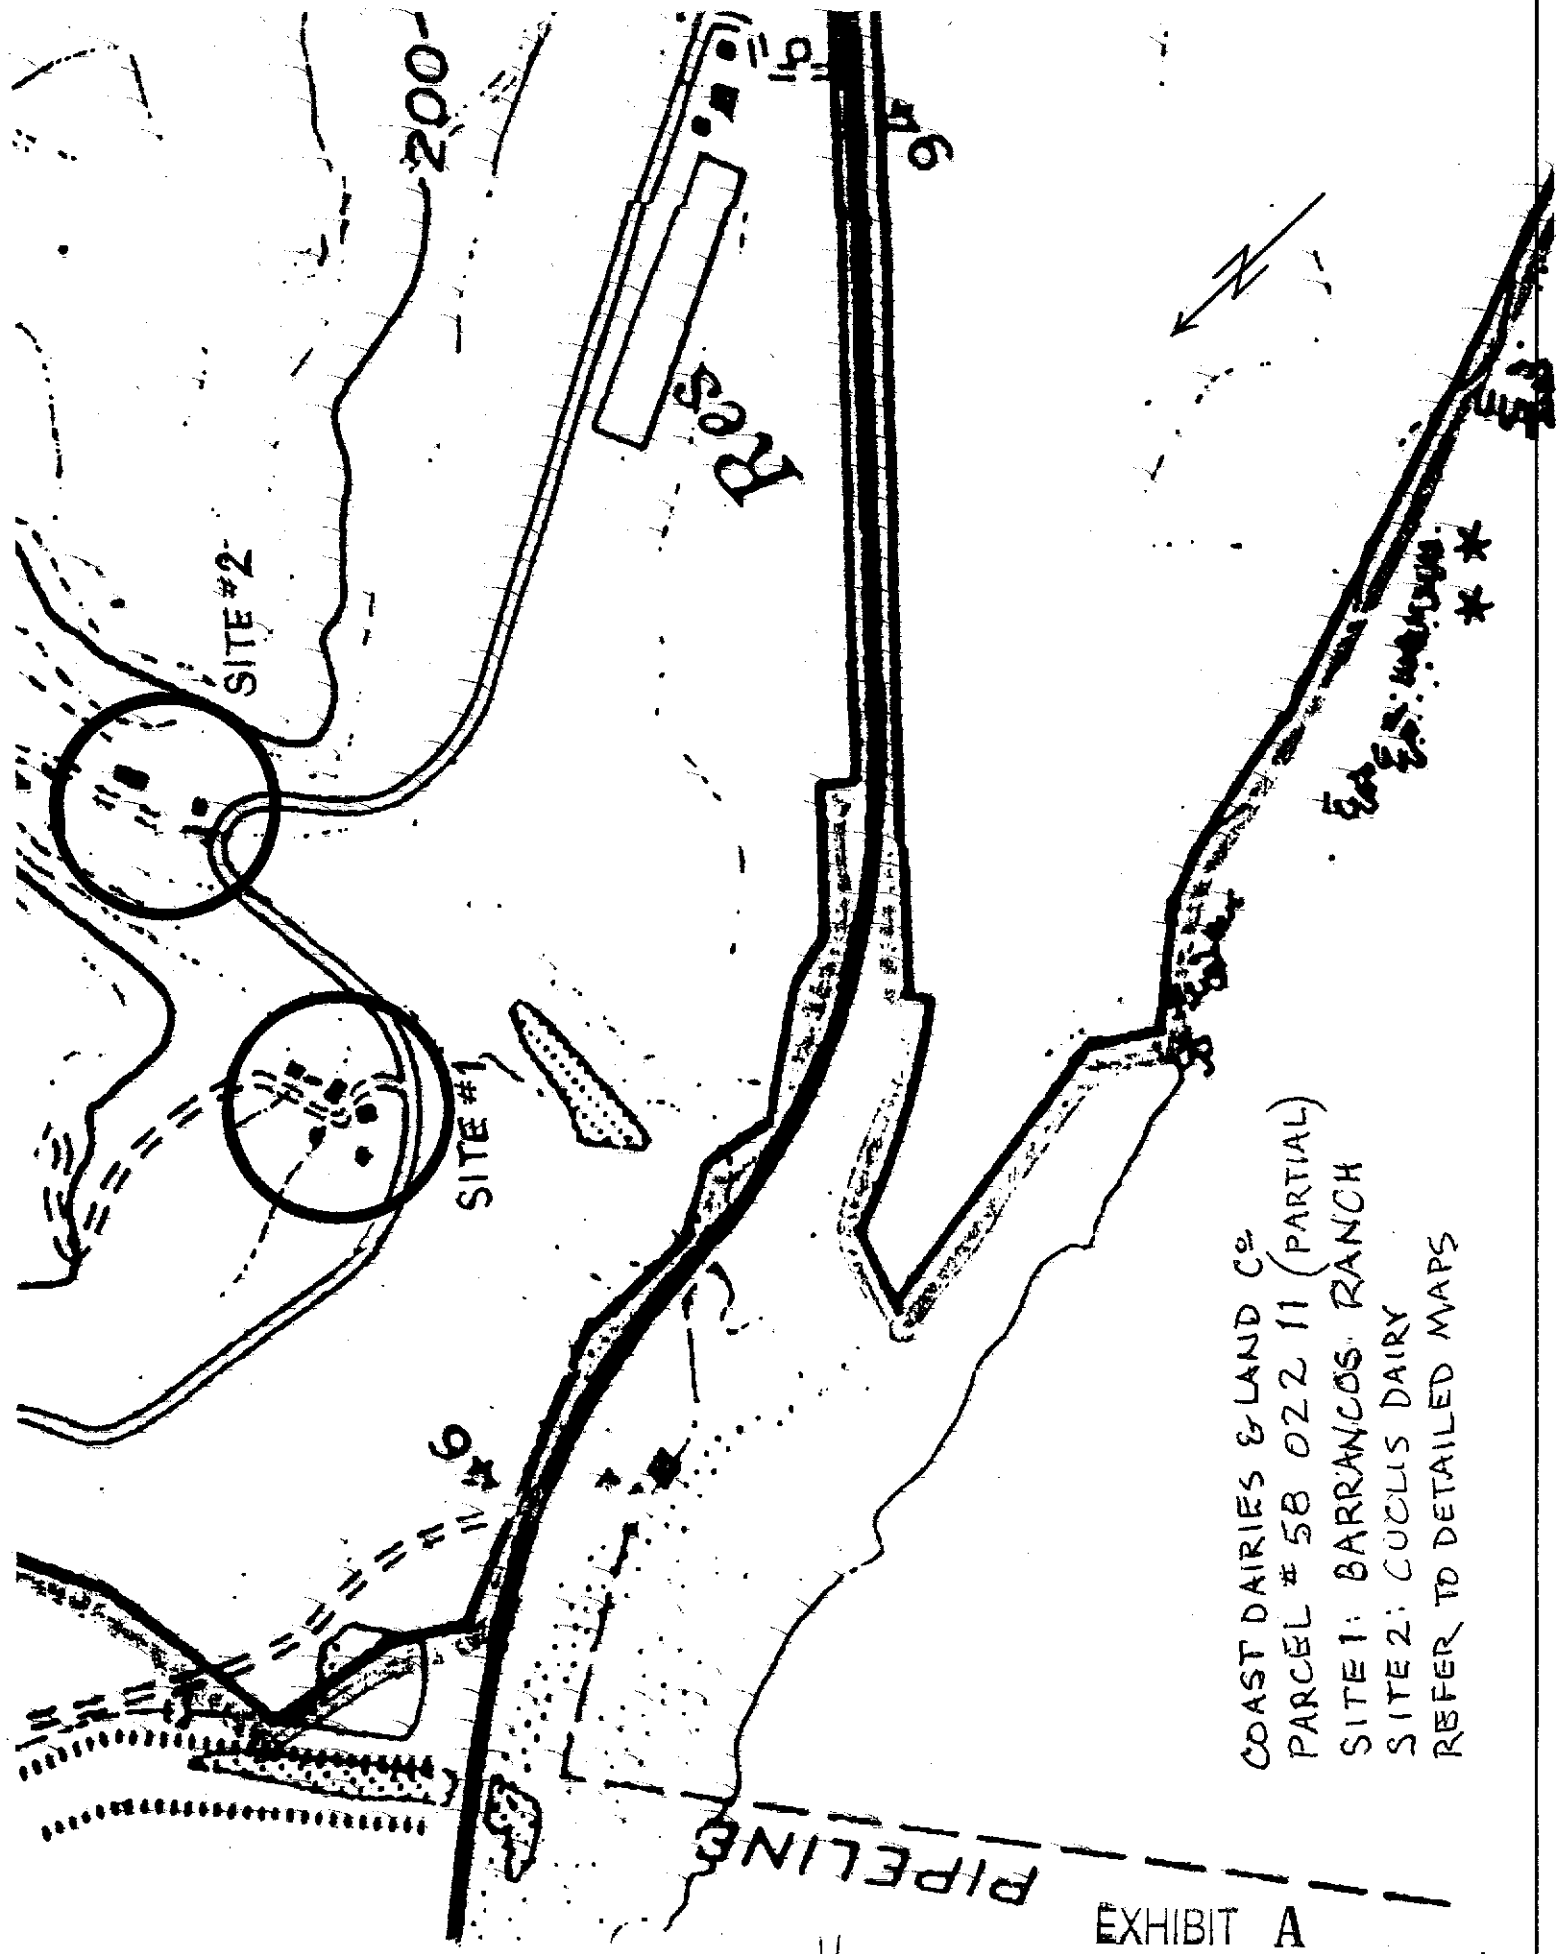 200
9
Res
SITE #2
SITE #1
9
PIPELINE
COAST DAIRIES & LAND Cº
PARCEL # 58 022 11 (PARTIAL)
SITE 1: BARRANCOS RANCH
SITE 2: CUCLIS DAIRY
REFER TO DETAILED MAPS
EXHIBIT A